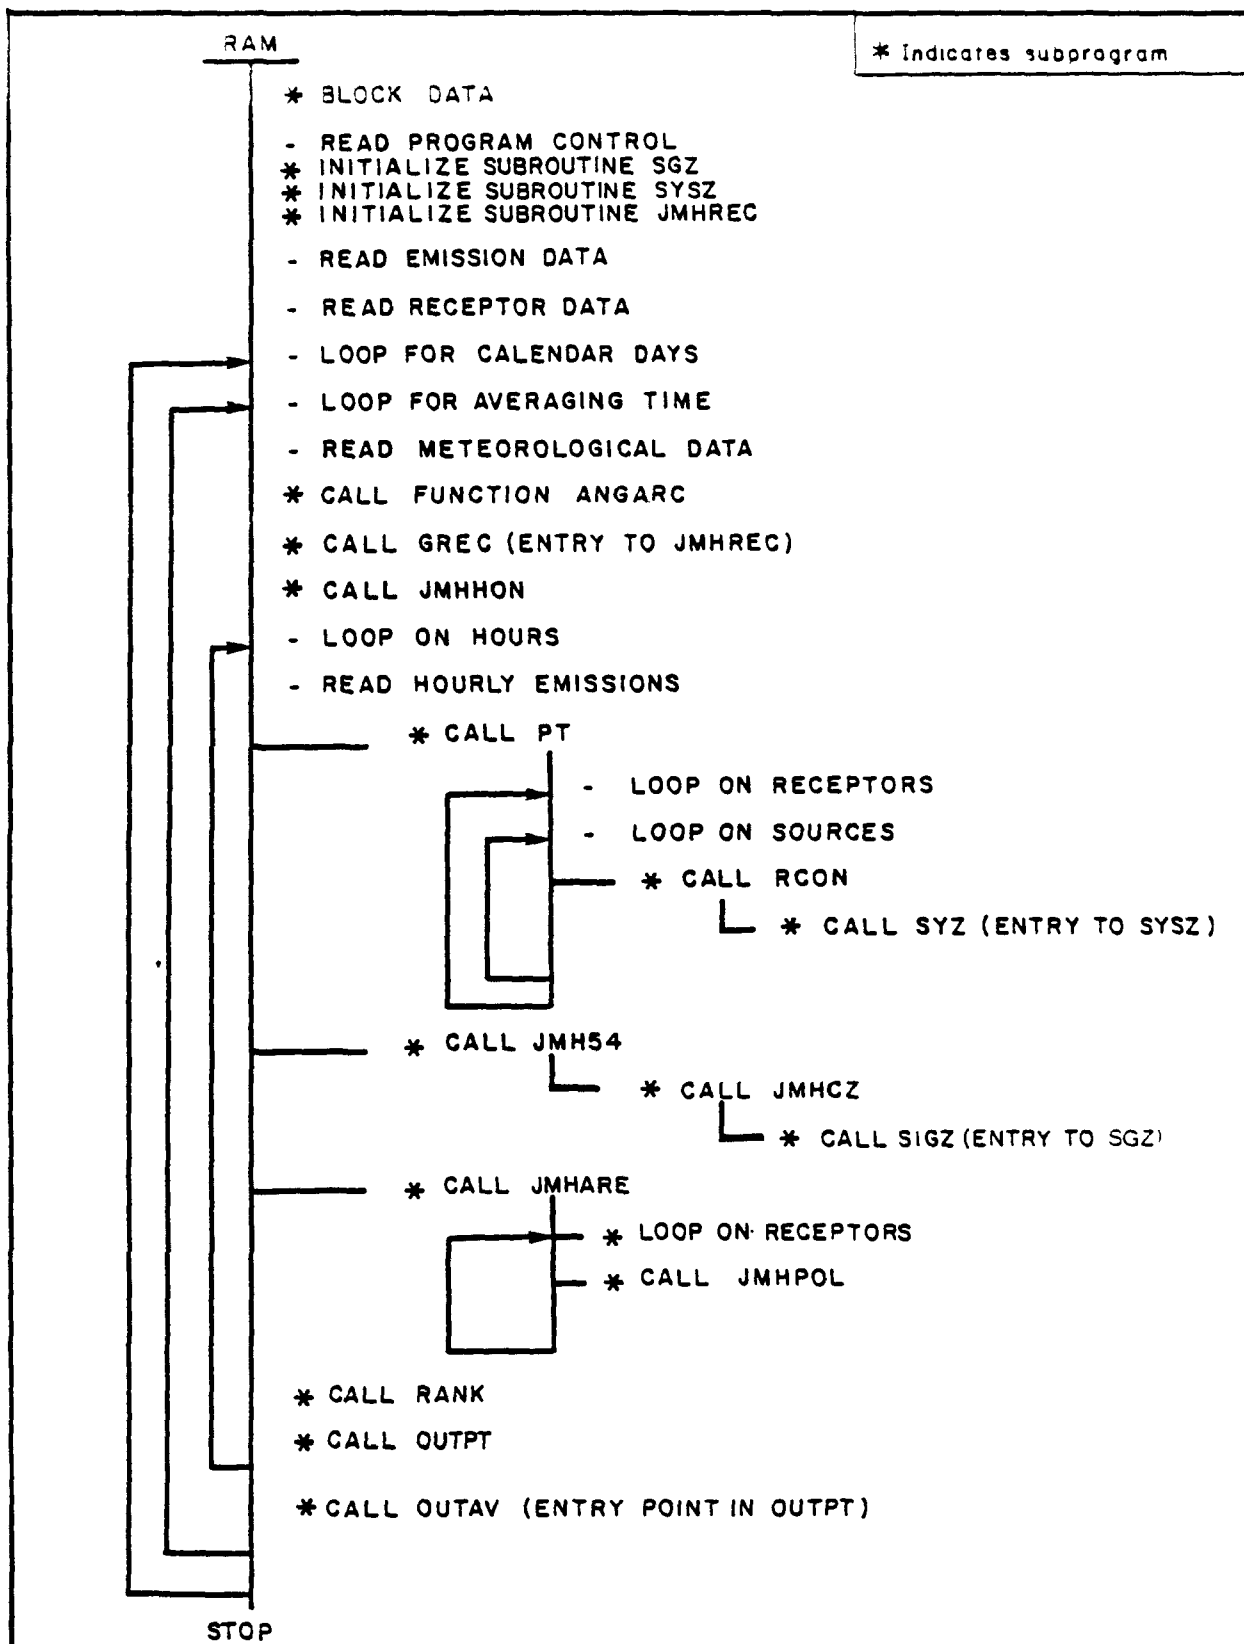 RAM
* Indicates subprogram
* BLOCK DATA
- READ PROGRAM CONTROL
* INITIALIZE SUBROUTINE SGZ
* INITIALIZE SUBROUTINE SYSZ
* INITIALIZE SUBROUTINE JMHREC
- READ EMISSION DATA
- READ RECEPTOR DATA
- LOOP FOR CALENDAR DAYS
- LOOP FOR AVERAGING TIME
- READ METEOROLOGICAL DATA
* CALL FUNCTION ANGARC
* CALL GREC (ENTRY TO JMHREC)
* CALL JMHHON
- LOOP ON HOURS
- READ HOURLY EMISSIONS
* CALL PT
- LOOP ON RECEPTORS
- LOOP ON SOURCES
* CALL RCON
* CALL SYZ (ENTRY TO SYSZ)
* CALL JMH54
* CALL JMHCZ
* CALL SIGZ (ENTRY TO SGZ)
* CALL JMHARE
* LOOP ON RECEPTORS
* CALL JMHPOL
* CALL RANK
* CALL OUTPT
* CALL OUTAV (ENTRY POINT IN OUTPT)
STOP